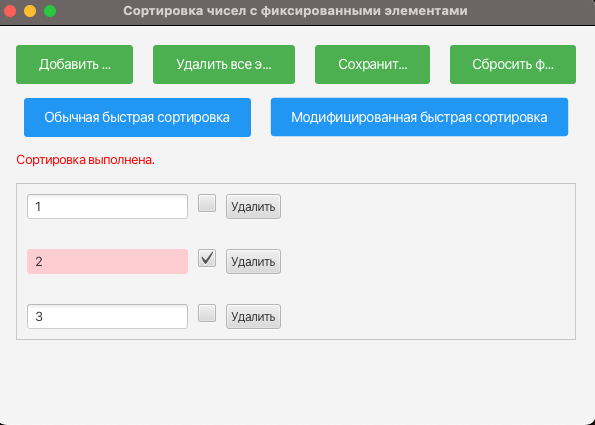 Сортировка чисел с фиксированными элементами
Добавить ... Удалить все э... Сохранит... Сбросить ф...
Обычная быстрая сортировка Модифицированная быстрая сортировка
Сортировка выполнена.
1 Удалить
2 Удалить
3 Удалить